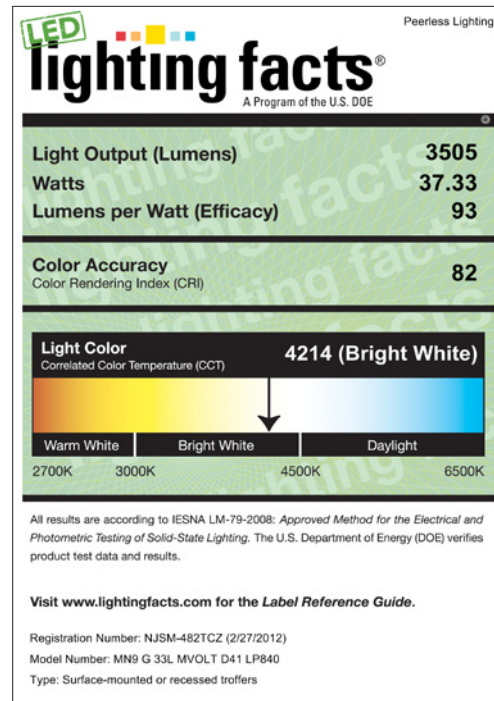 Peerless Lighting
LED
lighting facts®
A Program of the U.S. DOE
Light Output (Lumens) 3505
Watts 37.33
Lumens per Watt (Efficacy) 93
Color Accuracy
Color Rendering Index (CRI) 82
Light Color
Correlated Color Temperature (CCT) 4214 (Bright White)
Warm White Bright White Daylight
2700K 3000K 4500K 6500K
All results are according to IESNA LM-79-2008: Approved Method for the Electrical and
Photometric Testing of Solid-State Lighting. The U.S. Department of Energy (DOE) verifies
product test data and results.
Visit www.lightingfacts.com for the Label Reference Guide.
Registration Number: NJSM-482TCZ (2/27/2012)
Model Number: MN9 G 33L MVOLT D41 LP840
Type: Surface-mounted or recessed troffers